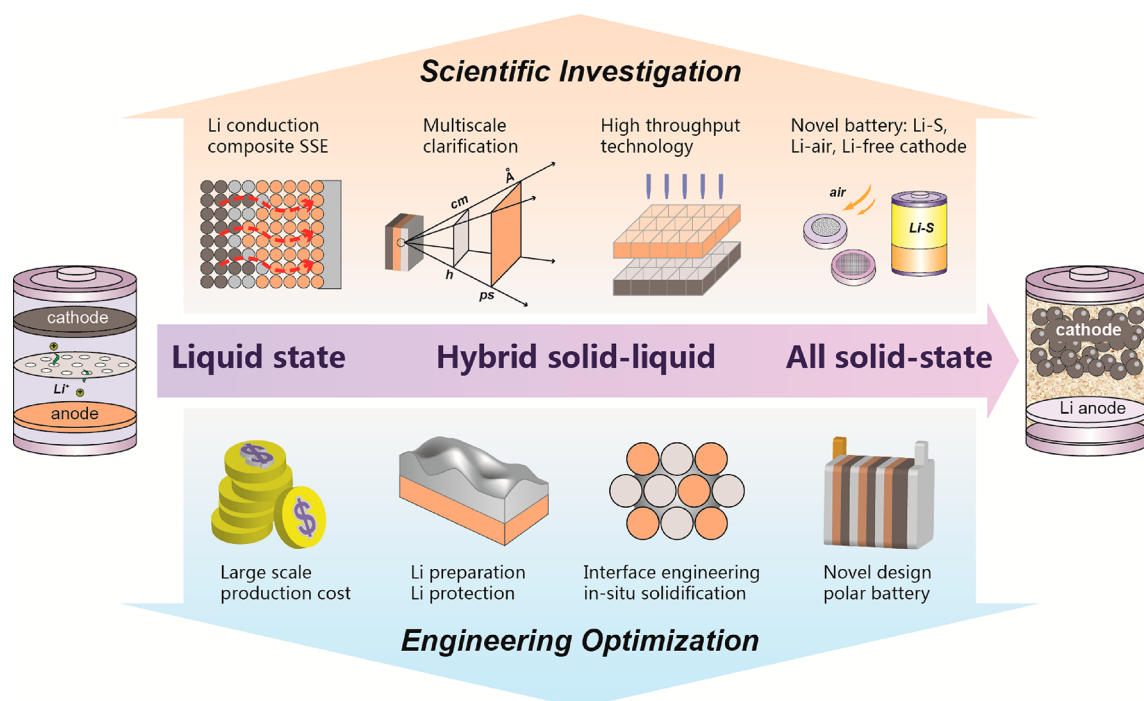 Scientific Investigation
Li conduction
composite SSE
Multiscale
clarification
High throughput
technology
Novel battery: Li-S,
Li-air, Li-free cathode
cm
Å
h
ps
air
Li-S
cathode
Li⁺
anode
Liquid state
Hybrid solid-liquid
All solid-state
cathode
Li anode
$
$
Large scale
production cost
Li preparation
Li protection
Interface engineering
in-situ solidification
Novel design
polar battery
Engineering Optimization